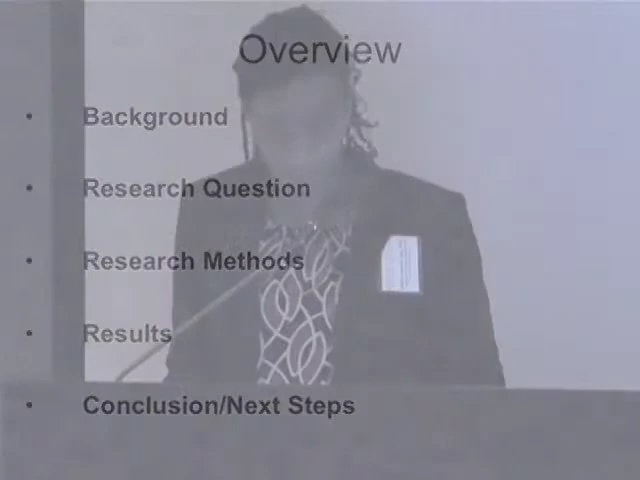 Overview
• Background
• Research Question
• Research Methods
• Results
• Conclusion/Next Steps